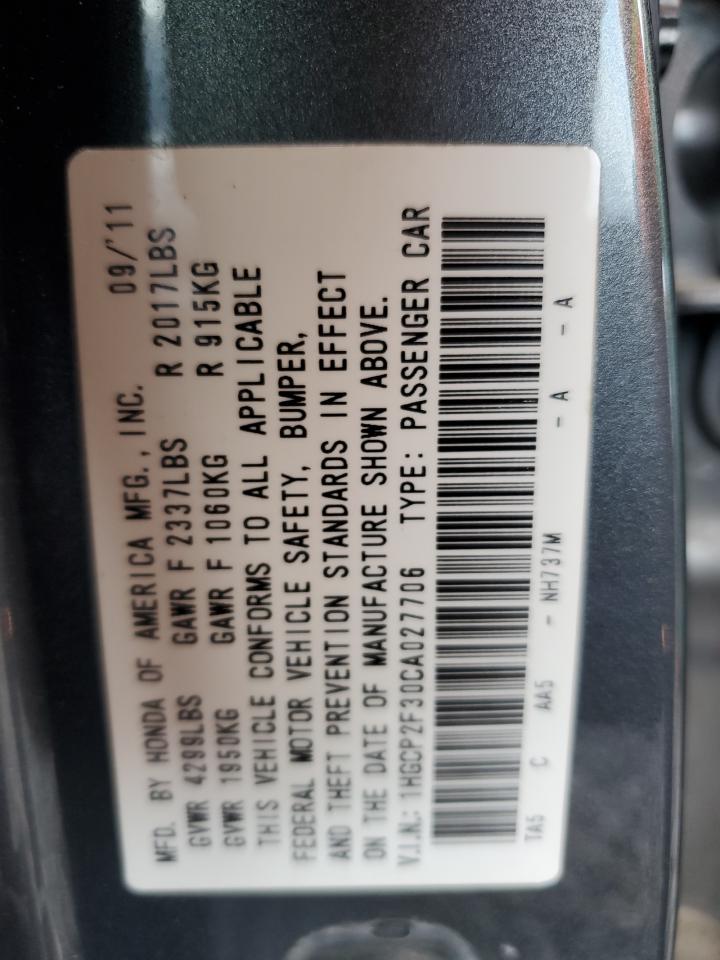 MFD. BY HONDA OF AMERICA MFG., INC. 09/'11
GVWR 4299LBS GAWR F 2337LBS R 2017LBS
GVWR 1950KG GAWR F 1060KG R 915KG
THIS VEHICLE CONFORMS TO ALL APPLICABLE
FEDERAL MOTOR VEHICLE SAFETY, BUMPER,
AND THEFT PREVENTION STANDARDS IN EFFECT
ON THE DATE OF MANUFACTURE SHOWN ABOVE.
V.I.N.: 1HGCP2F30CA027706 TYPE: PASSENGER CAR
TA5 C AA5 - NH737M - A - A